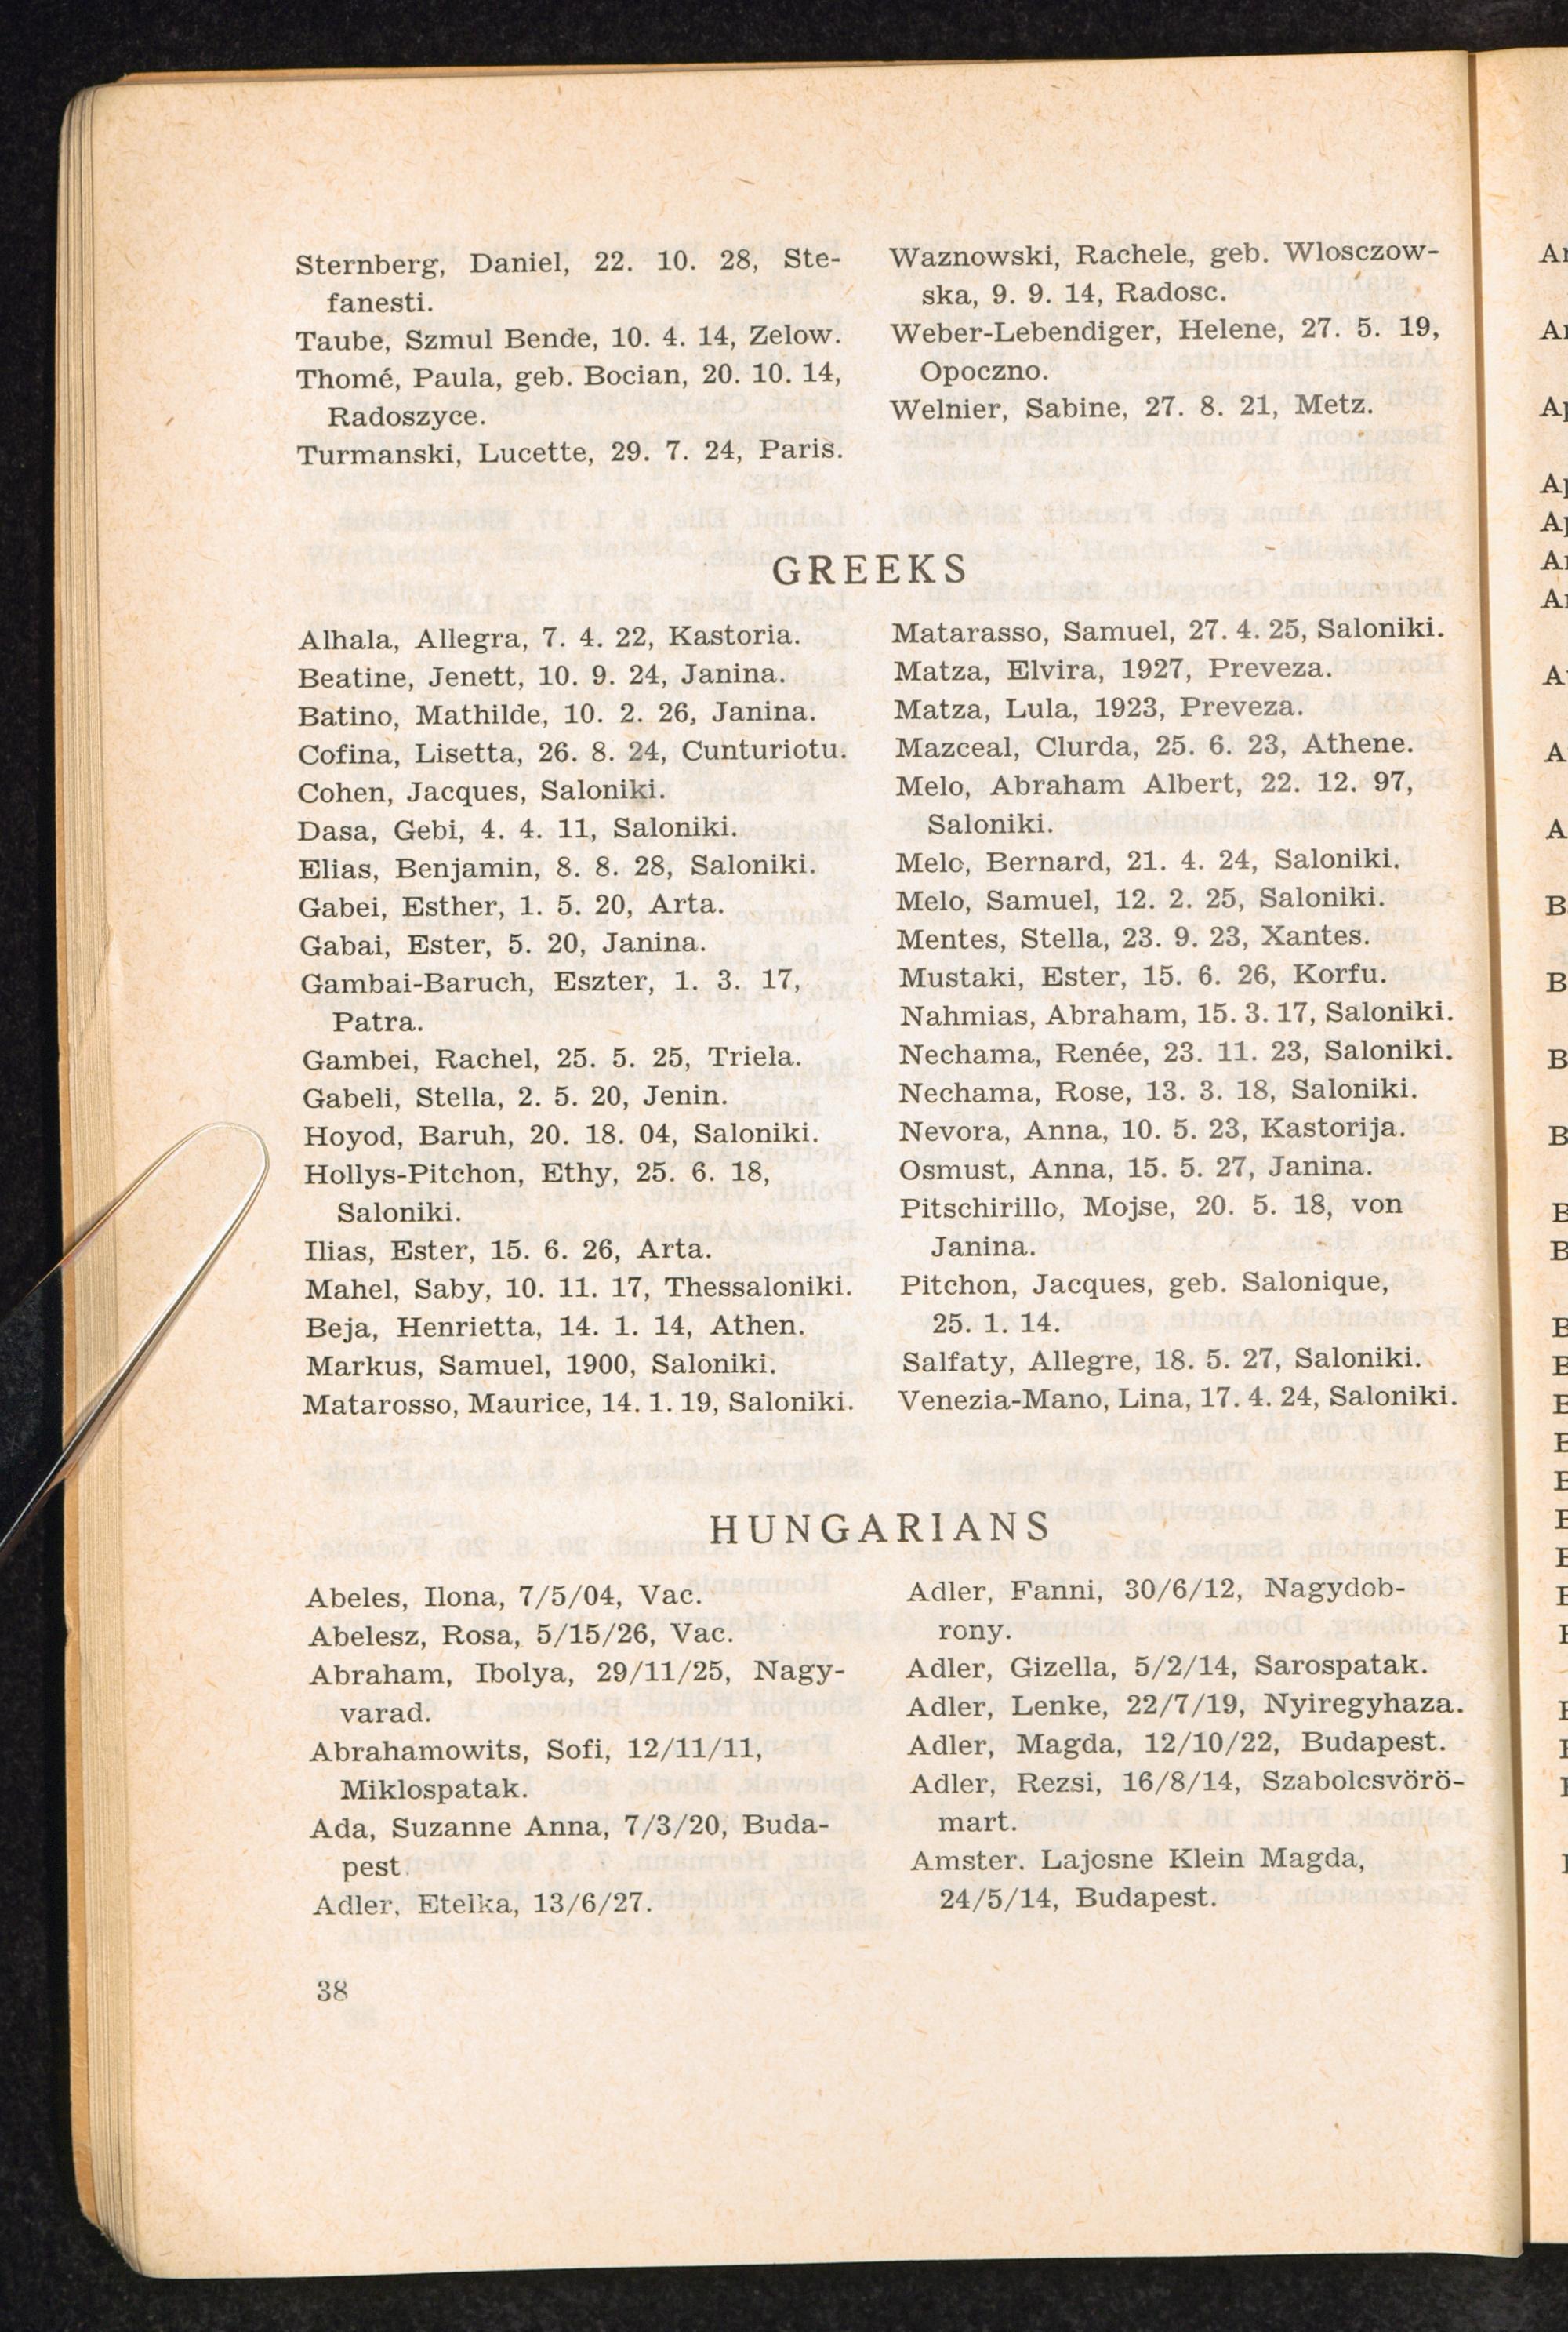 Sternberg, Daniel, 22. 10. 28, Ste-
fanesti.
Taube, Szmul Bende, 10. 4. 14, Zelow.
Thomé, Paula, geb. Bocian, 20. 10. 14,
Radoszyce.
Turmanski, Lucette, 29. 7. 24, Paris.
Waznowski, Rachele, geb. Wlosczow-
ska, 9. 9. 14, Radosc.
Weber-Lebendiger, Helene, 27. 5. 19,
Opoczno.
Welnier, Sabine, 27. 8. 21, Metz.
GREEKS
Alhala, Allegra, 7. 4. 22, Kastoria.
Beatine, Jenett, 10. 9. 24, Janina.
Batino, Mathilde, 10. 2. 26, Janina.
Cofina, Lisetta, 26. 8. 24, Cunturiotu.
Cohen, Jacques, Saloniki.
Dasa, Gebi, 4. 4. 11, Saloniki.
Elias, Benjamin, 8. 8. 28, Saloniki.
Gabei, Esther, 1. 5. 20, Arta.
Gabai, Ester, 5. 20, Janina.
Gambai-Baruch, Eszter, 1. 3. 17,
Patra.
Gambei, Rachel, 25. 5. 25, Triela.
Gabeli, Stella, 2. 5. 20, Jenin.
Hoyod, Baruh, 20. 18. 04, Saloniki.
Hollys-Pitchon, Ethy, 25. 6. 18,
Saloniki.
Ilias, Ester, 15. 6. 26, Arta.
Mahel, Saby, 10. 11. 17, Thessaloniki.
Beja, Henrietta, 14. 1. 14, Athen.
Markus, Samuel, 1900, Saloniki.
Matarosso, Maurice, 14. 1. 19, Saloniki.
Matarasso, Samuel, 27. 4. 25, Saloniki.
Matza, Elvira, 1927, Preveza.
Matza, Lula, 1923, Preveza.
Mazceal, Clurda, 25. 6. 23, Athene.
Melo, Abraham Albert, 22. 12. 97,
Saloniki.
Melo, Bernard, 21. 4. 24, Saloniki.
Melo, Samuel, 12. 2. 25, Saloniki.
Mentes, Stella, 23. 9. 23, Xantes.
Mustaki, Ester, 15. 6. 26, Korfu.
Nahmias, Abraham, 15. 3. 17, Saloniki.
Nechama, Renée, 23. 11. 23, Saloniki.
Nechama, Rose, 13. 3. 18, Saloniki.
Nevora, Anna, 10. 5. 23, Kastorija.
Osmust, Anna, 15. 5. 27, Janina.
Pitschirillo, Mojse, 20. 5. 18, von
Janina.
Pitchon, Jacques, geb. Salonique,
25. 1. 14.
Salfaty, Allegre, 18. 5. 27, Saloniki.
Venezia-Mano, Lina, 17. 4. 24, Saloniki.
HUNGARIANS
Abeles, Ilona, 7/5/04, Vac.
Abelesz, Rosa, 5/15/26, Vac.
Abraham, Ibolya, 29/11/25, Nagy-
varad.
Abrahamowits, Sofi, 12/11/11,
Miklospatak.
Ada, Suzanne Anna, 7/3/20, Buda-
pest.
Adler, Etelka, 13/6/27.
Adler, Fanni, 30/6/12, Nagydob-
rony.
Adler, Gizella, 5/2/14, Sarospatak.
Adler, Lenke, 22/7/19, Nyiregyhaza.
Adler, Magda, 12/10/22, Budapest.
Adler, Rezsi, 16/8/14, Szabolcsvörö-
mart.
Amster. Lajosne Klein Magda,
24/5/14, Budapest.
38